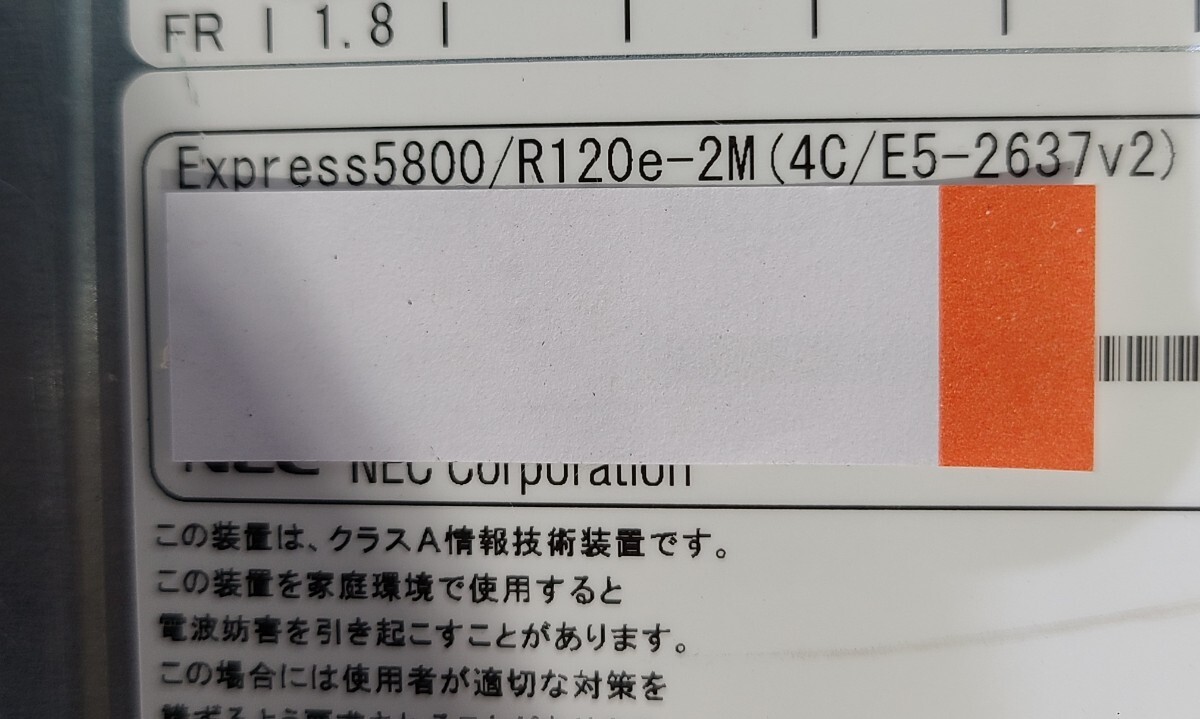 FR | 1.8 |
Express5800/R120e-2M(4C/E5-2637v2)
NEC NEC Corporation
この装置は、クラスA情報技術装置です。
この装置を家庭環境で使用すると
電波妨害を引き起こすことがあります。
この場合には使用者が適切な対策を